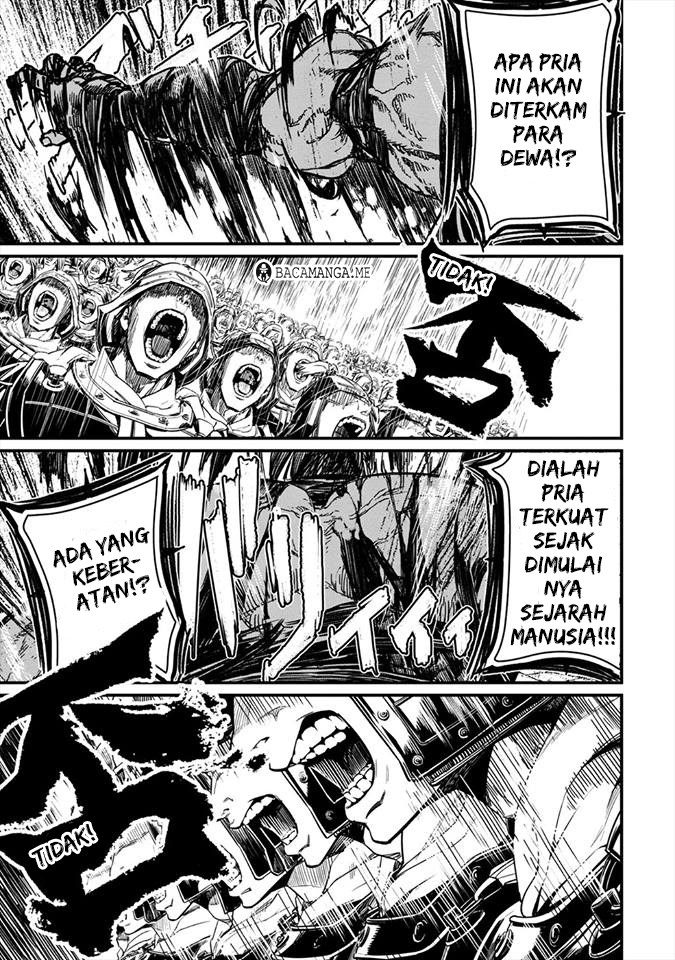 APA PRIA
INI AKAN
DITERKAM
PARA
DEWA!?
BACAMANGA.ME
TIDAK!
否
DIALAH
PRIA
TERKUAT
SEJAK
DIMULAI
NYA
SEJARAH
MANUSIA!!!
ADA YANG
KEBER-
ATAN!?
否
TIDAK!